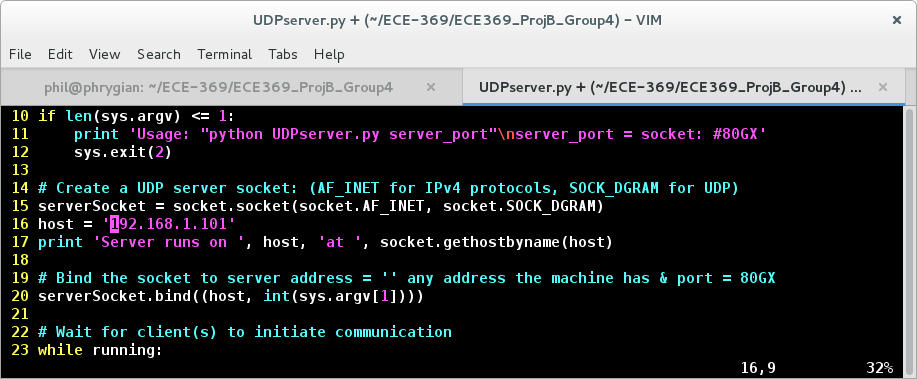 UDPserver.py + (~/ECE-369/ECE369_ProjB_Group4) – VIM
File Edit View Search Terminal Tabs Help
phil@phrygian: ~/ECE-369/ECE369_ProjB_Group4 × UDPserver.py + (~/ECE-369/ECE369_ProjB_Group4) ... ×
10 if len(sys.argv) <= 1:
11     print 'Usage: "python UDPserver.py server_port"\nserver_port = socket: #80GX'
12     sys.exit(2)
13
14 # Create a UDP server socket: (AF_INET for IPv4 protocols, SOCK_DGRAM for UDP)
15 serverSocket = socket.socket(socket.AF_INET, socket.SOCK_DGRAM)
16 host = '192.168.1.101'
17 print 'Server runs on ', host, 'at ', socket.gethostbyname(host)
18
19 # Bind the socket to server address = '' any address the machine has & port = 80GX
20 serverSocket.bind((host, int(sys.argv[1])))
21
22 # Wait for client(s) to initiate communication
23 while running:
16,9 32%